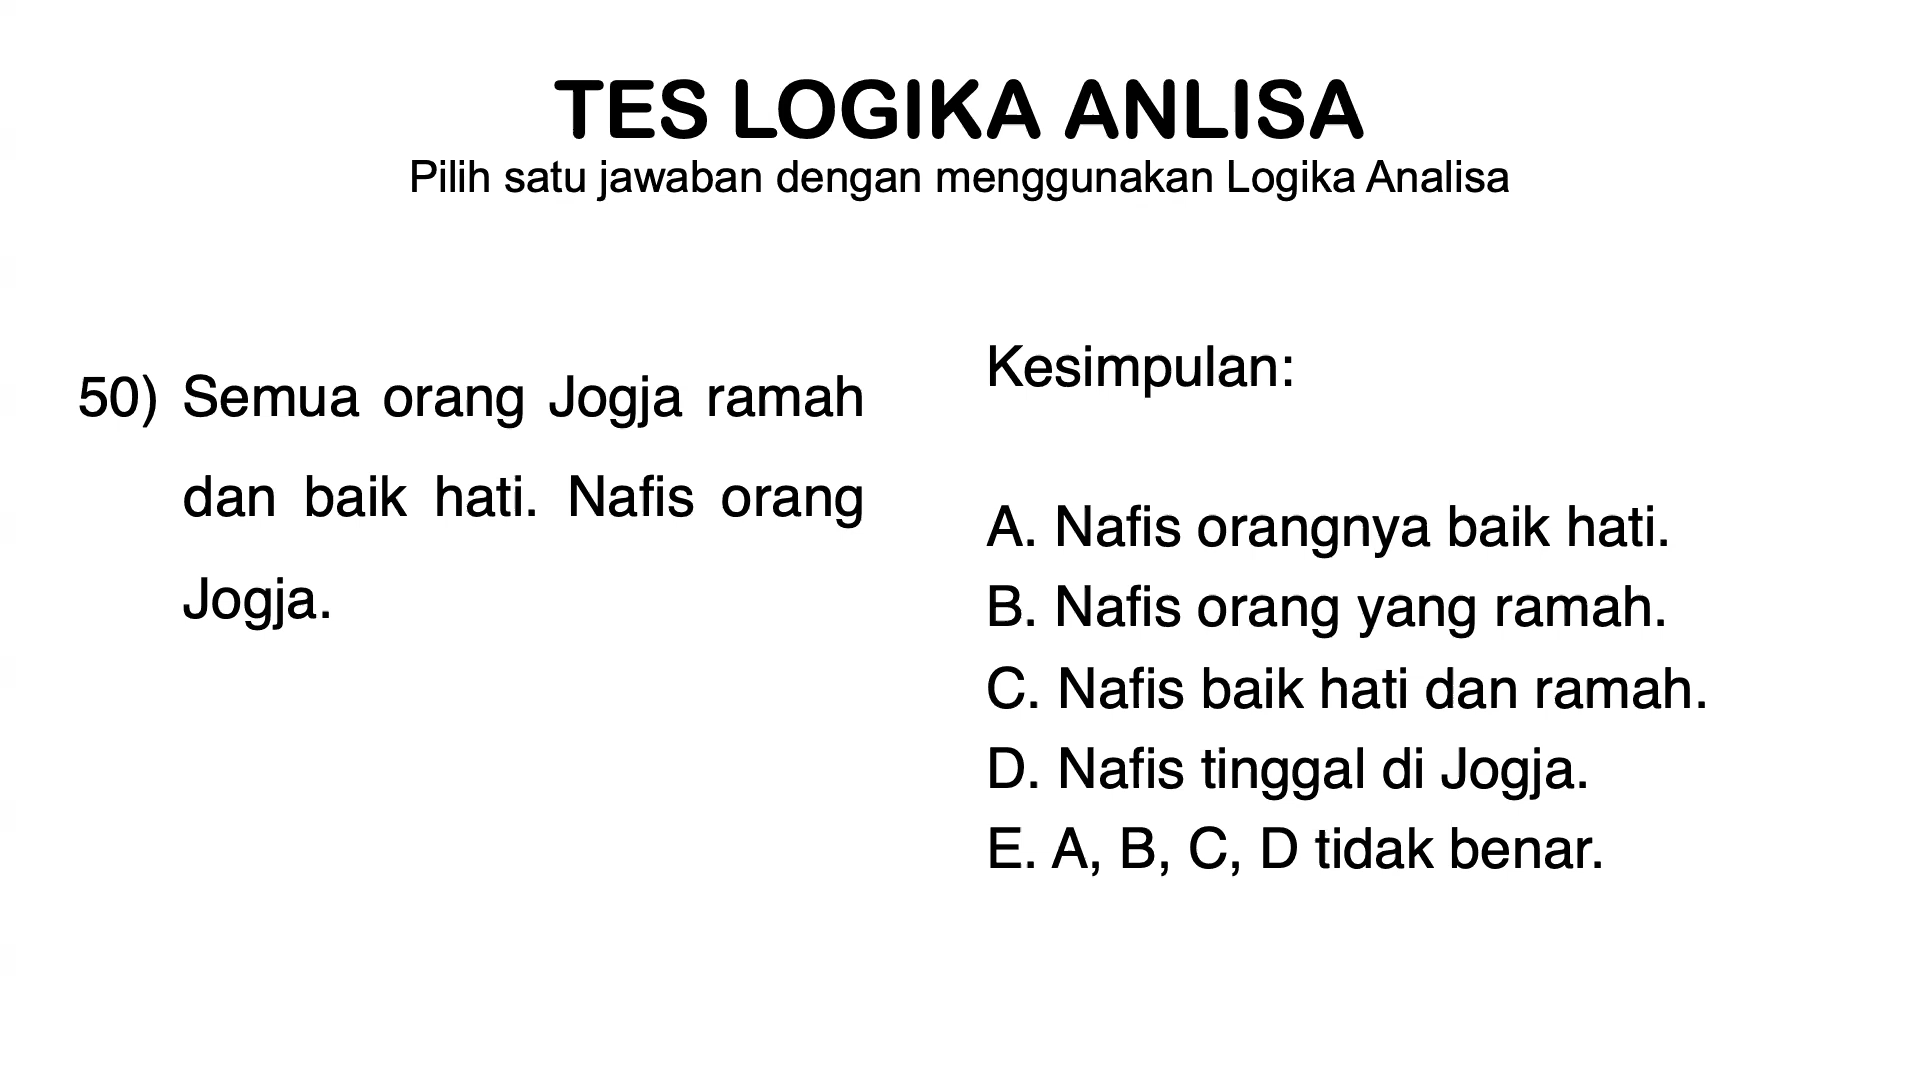 TES LOGIKA ANLISA
Pilih satu jawaban dengan menggunakan Logika Analisa
50) Semua orang Jogja ramah
dan baik hati. Nafis orang
Jogja.
Kesimpulan:
A. Nafis orangnya baik hati.
B. Nafis orang yang ramah.
C. Nafis baik hati dan ramah.
D. Nafis tinggal di Jogja.
E. A, B, C, D tidak benar.